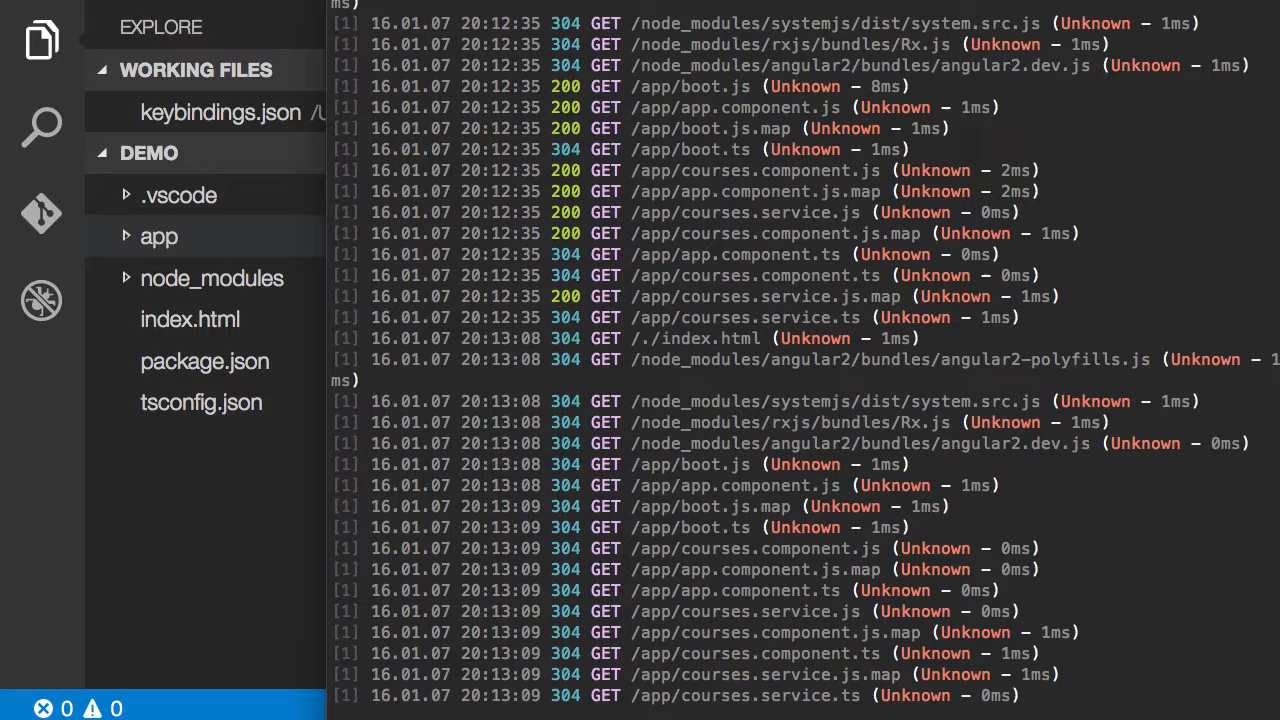 EXPLORE
WORKING FILES
keybindings.json /U
DEMO
.vscode
app
node_modules
index.html
package.json
tsconfig.json
0 0
ms)
[1] 16.01.07 20:12:35 304 GET /node_modules/systemjs/dist/system.src.js (Unknown - 1ms)
[1] 16.01.07 20:12:35 304 GET /node_modules/rxjs/bundles/Rx.js (Unknown - 1ms)
[1] 16.01.07 20:12:35 304 GET /node_modules/angular2/bundles/angular2.dev.js (Unknown - 1ms)
[1] 16.01.07 20:12:35 200 GET /app/boot.js (Unknown - 8ms)
[1] 16.01.07 20:12:35 200 GET /app/app.component.js (Unknown - 1ms)
[1] 16.01.07 20:12:35 200 GET /app/boot.js.map (Unknown - 1ms)
[1] 16.01.07 20:12:35 304 GET /app/boot.ts (Unknown - 1ms)
[1] 16.01.07 20:12:35 200 GET /app/courses.component.js (Unknown - 2ms)
[1] 16.01.07 20:12:35 200 GET /app/app.component.js.map (Unknown - 2ms)
[1] 16.01.07 20:12:35 200 GET /app/courses.service.js (Unknown - 0ms)
[1] 16.01.07 20:12:35 200 GET /app/courses.component.js.map (Unknown - 1ms)
[1] 16.01.07 20:12:35 304 GET /app/app.component.ts (Unknown - 0ms)
[1] 16.01.07 20:12:35 304 GET /app/courses.component.ts (Unknown - 0ms)
[1] 16.01.07 20:12:35 200 GET /app/courses.service.js.map (Unknown - 1ms)
[1] 16.01.07 20:12:35 304 GET /app/courses.service.ts (Unknown - 1ms)
[1] 16.01.07 20:13:08 304 GET /./index.html (Unknown - 1ms)
[1] 16.01.07 20:13:08 304 GET /node_modules/angular2/bundles/angular2-polyfills.js (Unknown - 1
ms)
[1] 16.01.07 20:13:08 304 GET /node_modules/systemjs/dist/system.src.js (Unknown - 1ms)
[1] 16.01.07 20:13:08 304 GET /node_modules/rxjs/bundles/Rx.js (Unknown - 1ms)
[1] 16.01.07 20:13:08 304 GET /node_modules/angular2/bundles/angular2.dev.js (Unknown - 0ms)
[1] 16.01.07 20:13:08 304 GET /app/boot.js (Unknown - 1ms)
[1] 16.01.07 20:13:09 304 GET /app/app.component.js (Unknown - 1ms)
[1] 16.01.07 20:13:09 304 GET /app/boot.js.map (Unknown - 1ms)
[1] 16.01.07 20:13:09 304 GET /app/boot.ts (Unknown - 1ms)
[1] 16.01.07 20:13:09 304 GET /app/courses.component.js (Unknown - 0ms)
[1] 16.01.07 20:13:09 304 GET /app/app.component.js.map (Unknown - 0ms)
[1] 16.01.07 20:13:09 304 GET /app/app.component.ts (Unknown - 0ms)
[1] 16.01.07 20:13:09 304 GET /app/courses.service.js (Unknown - 0ms)
[1] 16.01.07 20:13:09 304 GET /app/courses.component.js.map (Unknown - 1ms)
[1] 16.01.07 20:13:09 304 GET /app/courses.component.ts (Unknown - 1ms)
[1] 16.01.07 20:13:09 304 GET /app/courses.service.js.map (Unknown - 1ms)
[1] 16.01.07 20:13:09 304 GET /app/courses.service.ts (Unknown - 0ms)